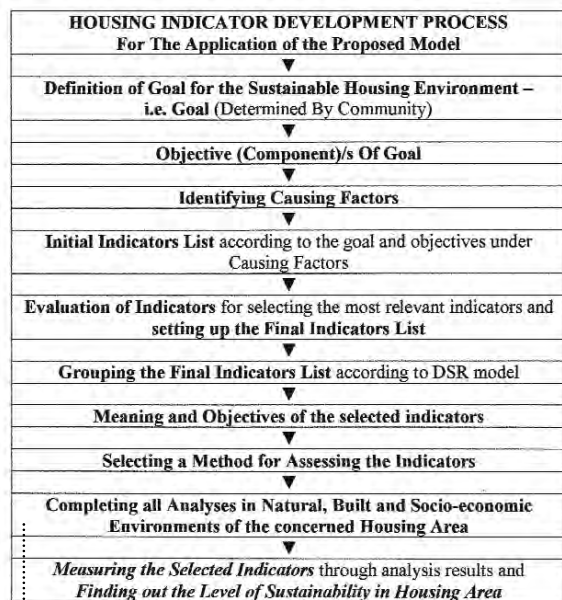 HOUSING INDICATOR DEVELOPMENT PROCESS
For The Application of the Proposed Model
▼
Definition of Goal for the Sustainable Housing Environment –
i.e. Goal (Determined By Community)
▼
Objective (Component)/s Of Goal
▼
Identifying Causing Factors
▼
Initial Indicators List according to the goal and objectives under
Causing Factors
▼
Evaluation of Indicators for selecting the most relevant indicators and
setting up the Final Indicators List
▼
Grouping the Final Indicators List according to DSR model
▼
Meaning and Objectives of the selected indicators
▼
Selecting a Method for Assessing the Indicators
▼
Completing all Analyses in Natural, Built and Socio-economic
Environments of the concerned Housing Area
▼
Measuring the Selected Indicators through analysis results and
Finding out the Level of Sustainability in Housing Area